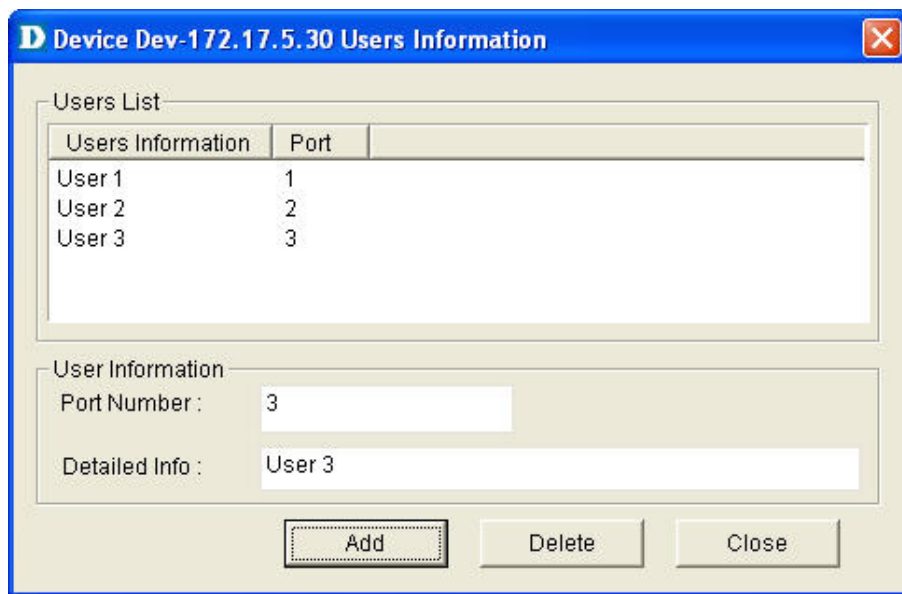 D Device Dev-172.17.5.30 Users Information
Users List
Users Information Port
User 1 1
User 2 2
User 3 3
User Information
Port Number : 3
Detailed Info : User 3
Add Delete Close